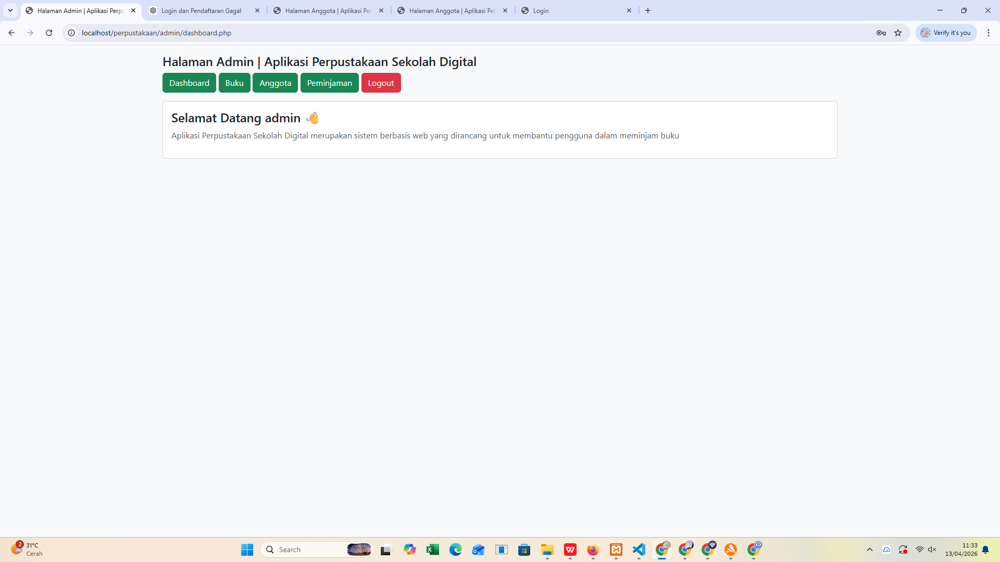 Halaman Admin | Aplikasi Perpu
Login dan Pendaftaran Gagal
Halaman Anggota | Aplikasi Per
Halaman Anggota | Aplikasi Per
Login
localhost/perpustakaan/admin/dashboard.php
Verify it's you
Halaman Admin | Aplikasi Perpustakaan Sekolah Digital
Dashboard
Buku
Anggota
Peminjaman
Logout
Selamat Datang admin 👋
Aplikasi Perpustakaan Sekolah Digital merupakan sistem berbasis web yang dirancang untuk membantu pengguna dalam meminjam buku
2
31°C
Cerah
Search
11:33
13/04/2026